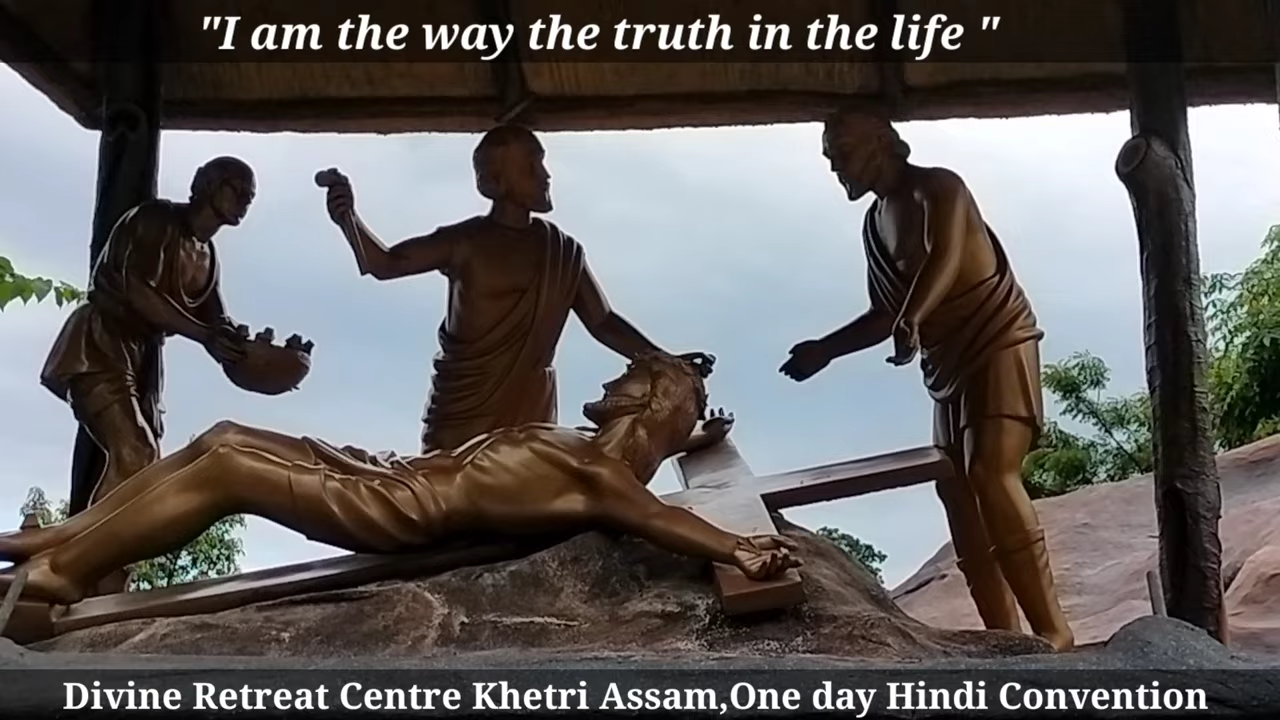 "I am the way the truth in the life "
Divine Retreat Centre Khetri Assam,One day Hindi Convention